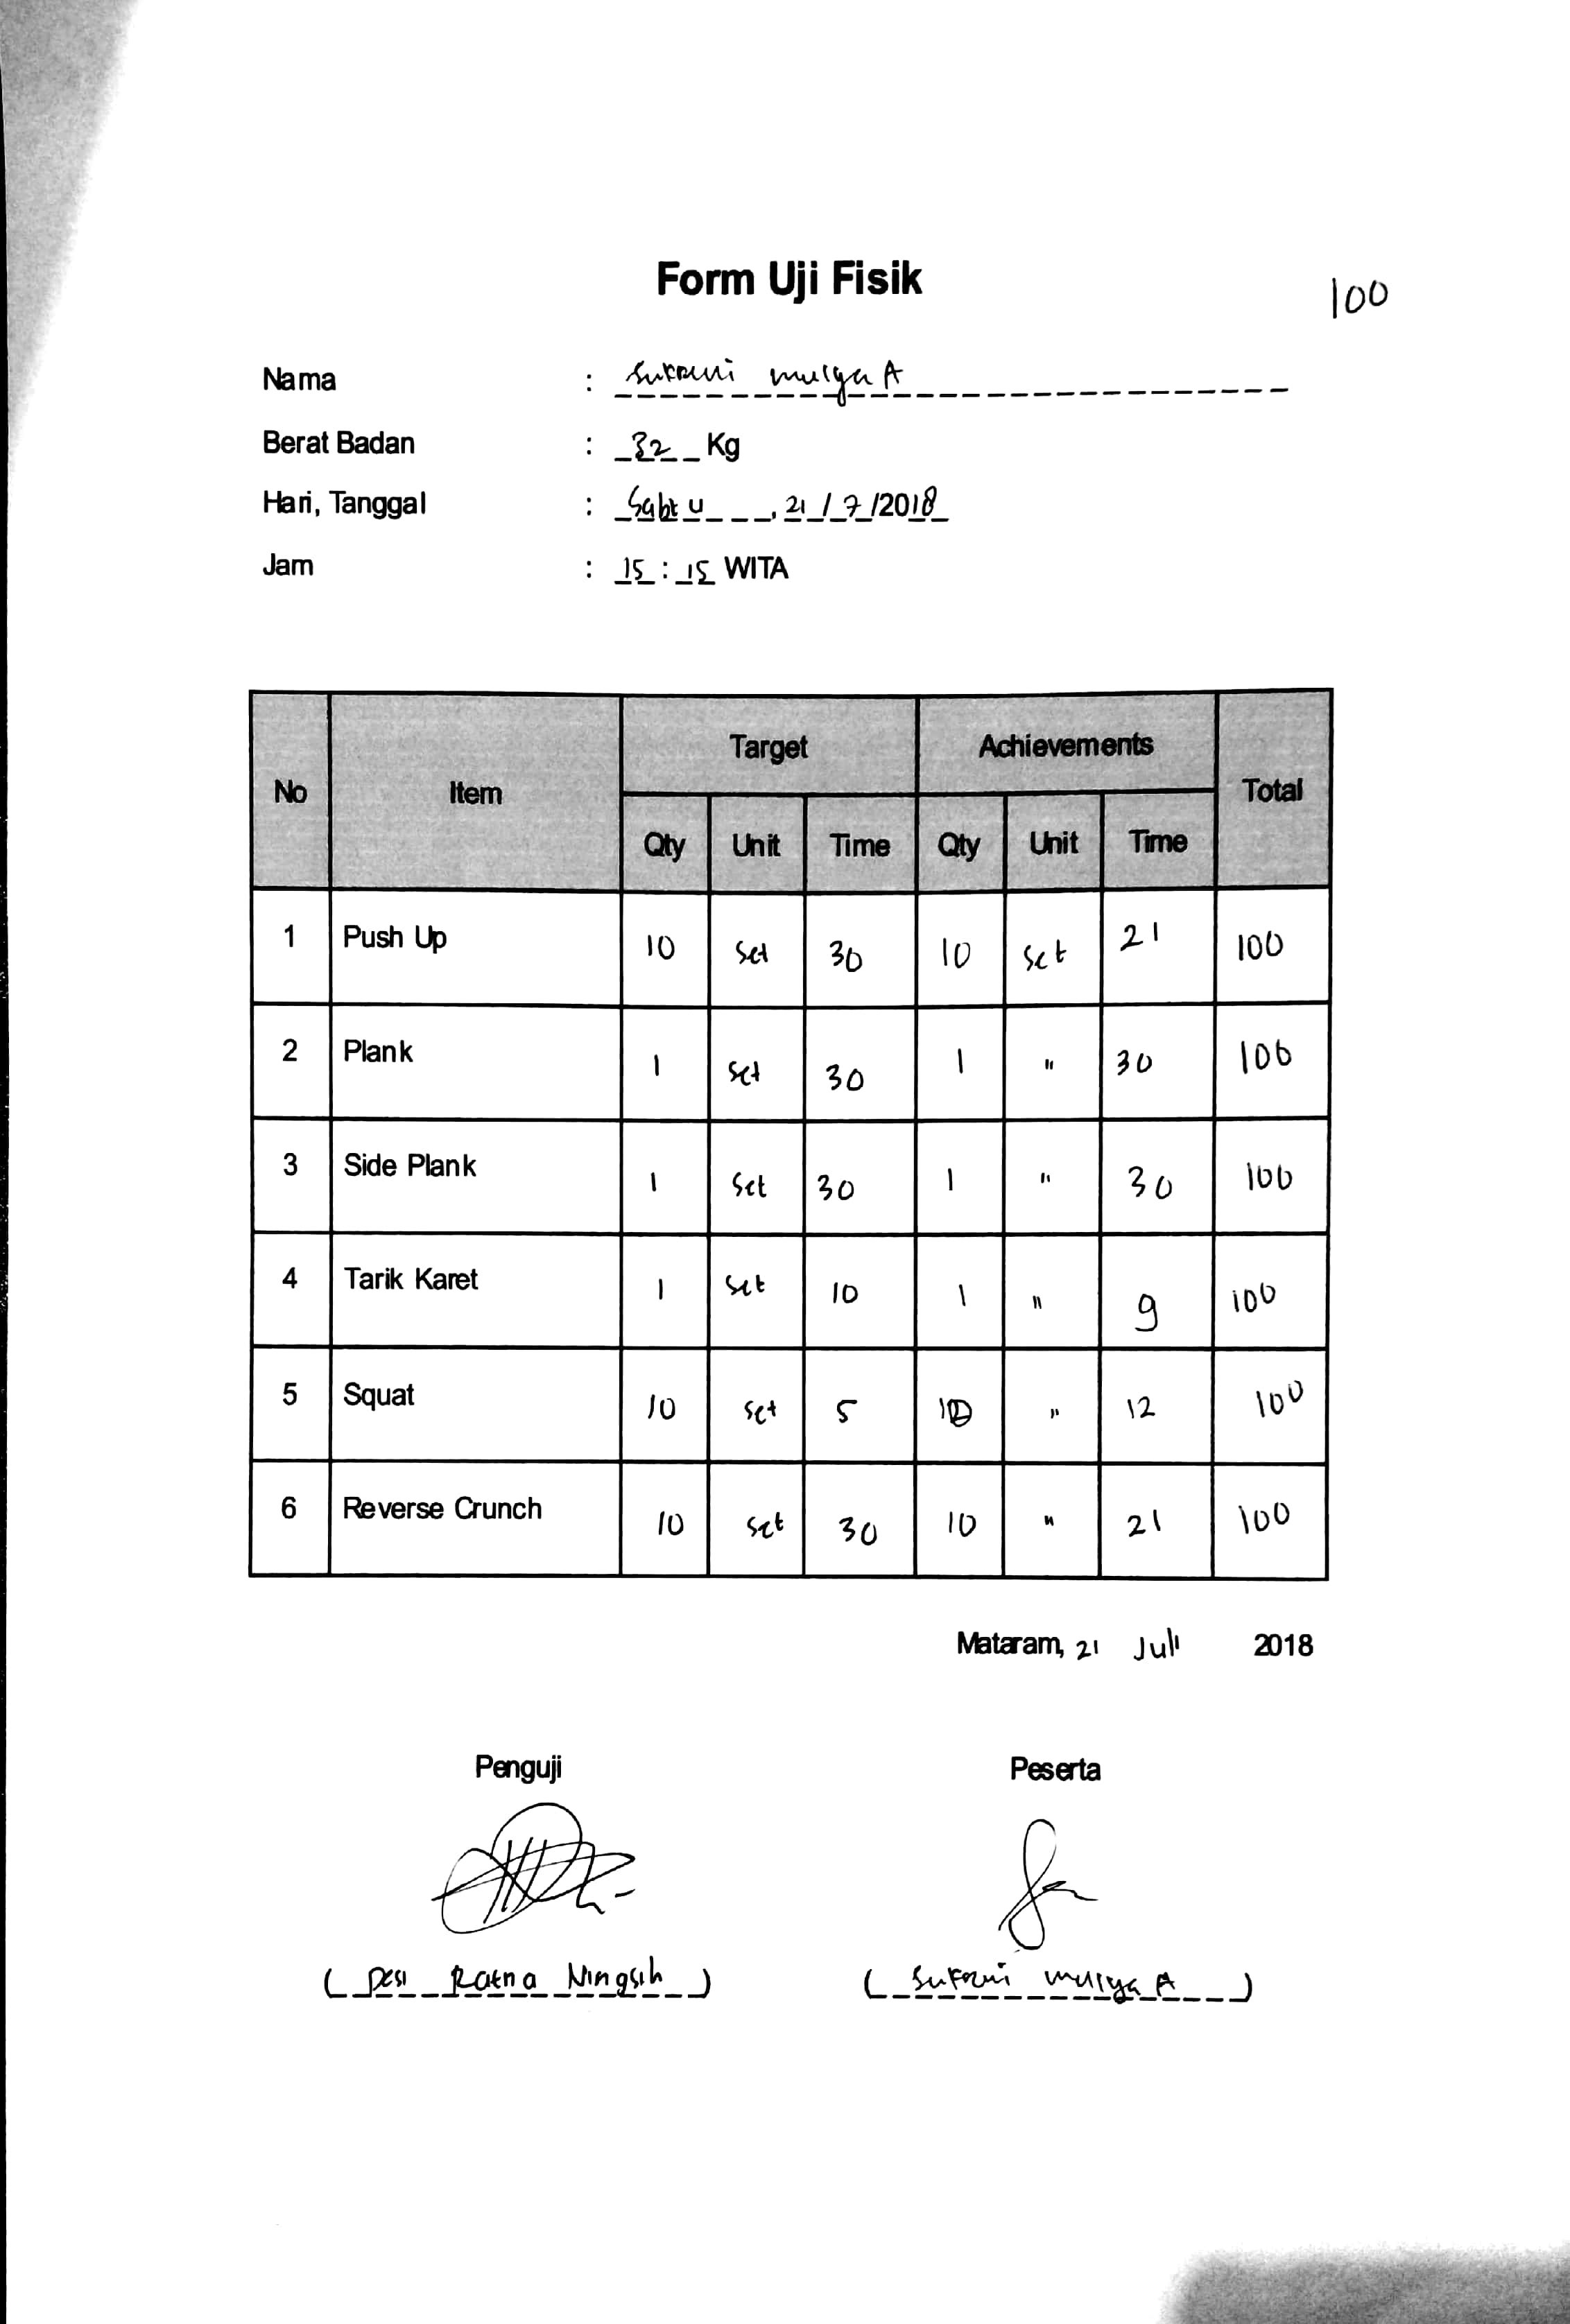 Form Uji Fisik
100
Nama : Sukruni mulya A
Berat Badan : 32 Kg
Hari, Tanggal : Sabtu, 21 / 7 /2018
Jam : 15 : 15 WITA
No Item Target Achievements Total
Qty Unit Time Qty Unit Time
1 Push Up 10 Set 30 10 Set 21 100
2 Plank 1 Set 30 1 " 30 100
3 Side Plank 1 Set 30 1 " 30 100
4 Tarik Karet 1 Set 10 1 " 9 100
5 Squat 10 Set 5 10 " 12 100
6 Reverse Crunch 10 Set 30 10 " 21 100
Mataram, 21 Juli 2018
Penguji Peserta
( Desi Ratna Ningsih ) ( mulya A )